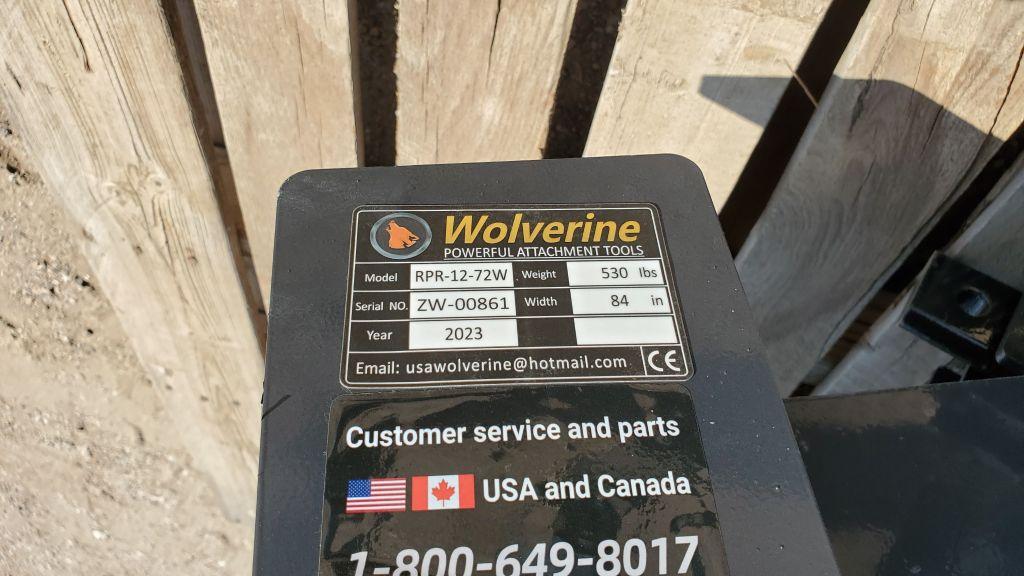 Wolverine
POWERFUL ATTACHMENT TOOLS
Model RPR-12-72W Weight 530 lbs
Serial NO. ZW-00861 Width 84 in
Year 2023
Email: usawolverine@hotmail.com CE
Customer service and parts
USA and Canada
1-800-649-8017